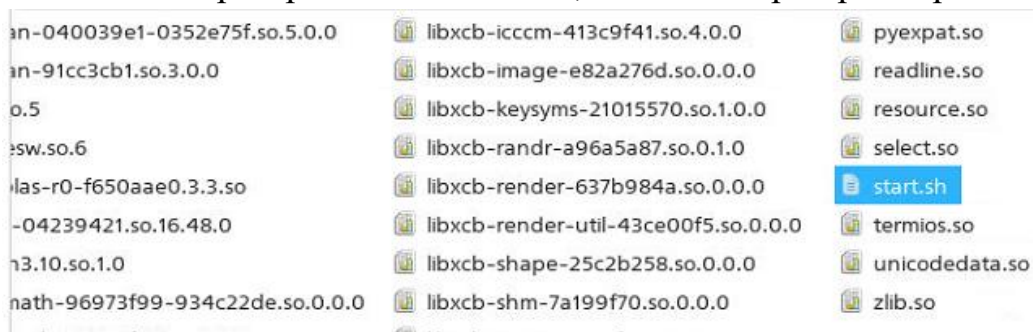 an-040039e1-0352e75f.so.5.0.0
an-91cc3cb1.so.3.0.0
o.5
esw.so.6
las-r0-f650aae0.3.3.so
-04239421.so.16.48.0
n3.10.so.1.0
nath-96973f99-934c22de.so.0.0.0
libxcb-icccm-413c9f41.so.4.0.0
libxcb-image-e82a276d.so.0.0.0
libxcb-keysyms-21015570.so.1.0.0
libxcb-randr-a96a5a87.so.0.1.0
libxcb-render-637b984a.so.0.0.0
libxcb-render-util-43ce00f5.so.0.0.0
libxcb-shape-25c2b258.so.0.0.0
libxcb-shm-7a199f70.so.0.0.0
pyexpat.so
readline.so
resource.so
select.so
start.sh
termios.so
unicodedata.so
zlib.so